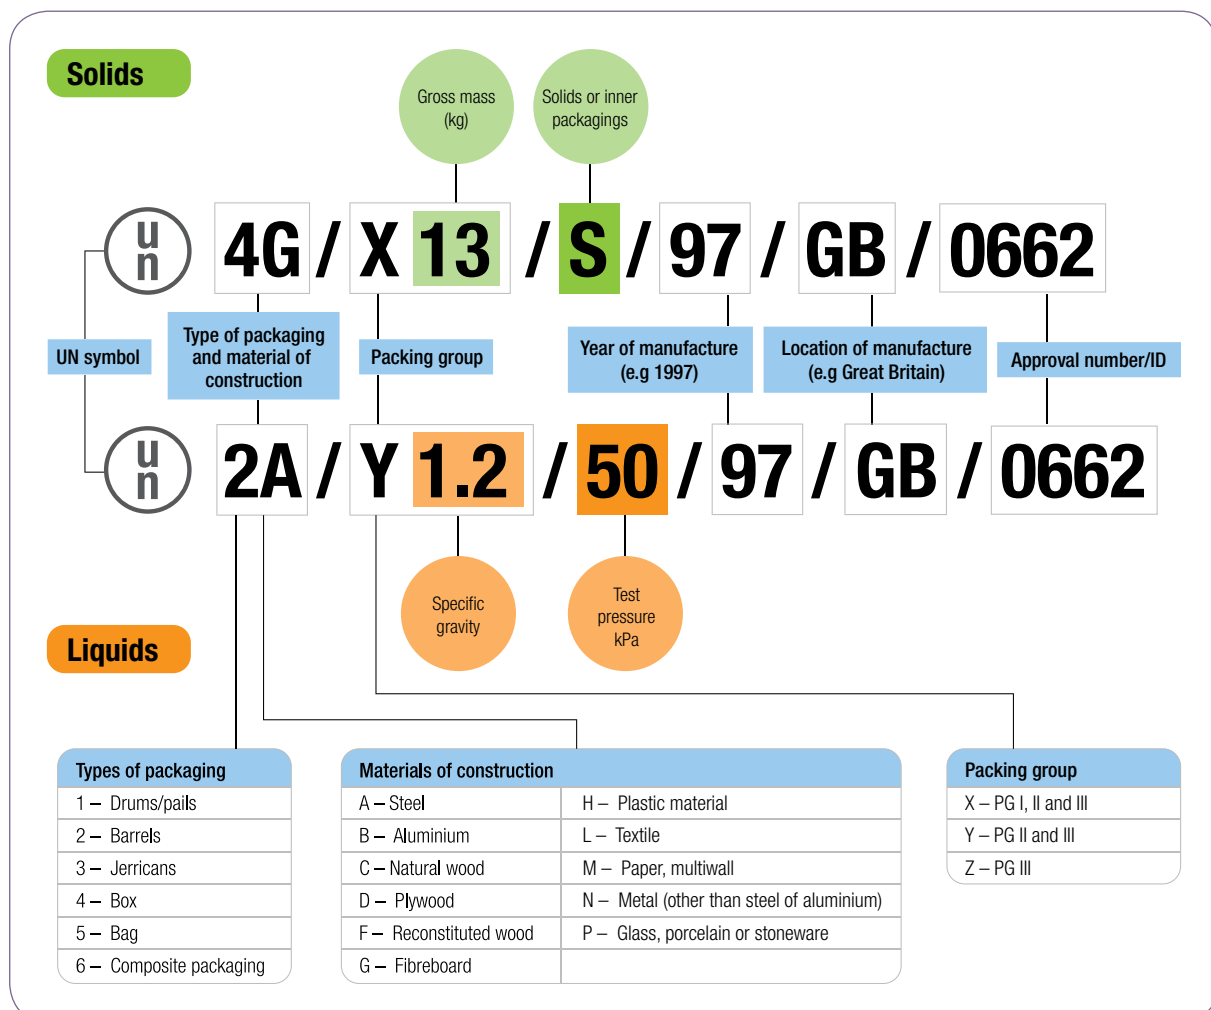 Solids
Gross mass
(kg)
Solids or inner
packagings
u
n
4G / X 13 / S / 97 / GB / 0662
UN symbol
Type of packaging
and material of
construction
Packing group
Year of manufacture
(e.g 1997)
Location of manufacture
(e.g Great Britain)
Approval number/ID
u
n
2A / Y 1.2 / 50 / 97 / GB / 0662
Specific
gravity
Test
pressure
kPa
Liquids
Types of packaging
1 – Drums/pails
2 – Barrels
3 – Jerricans
4 – Box
5 – Bag
6 – Composite packaging
Materials of construction
A – Steel
B – Aluminium
C – Natural wood
D – Plywood
F – Reconstituted wood
G – Fibreboard
H – Plastic material
L – Textile
M – Paper, multiwall
N – Metal (other than steel of aluminium)
P – Glass, porcelain or stoneware
Packing group
X – PG I, II and III
Y – PG II and III
Z – PG III